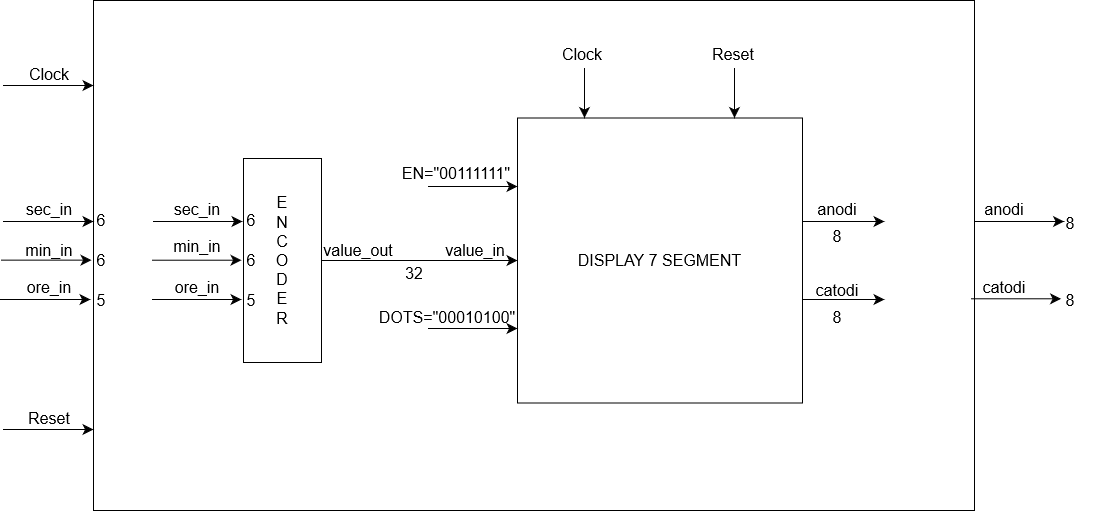 Clock
Reset
Clock
EN="00111111"
sec_in
6
sec_in
6
anodi
8
anodi
8
min_in
6
min_in
6
ENCODER
value_out
value_in
32
DISPLAY 7 SEGMENT
ore_in
5
ore_in
5
catodi
8
catodi
8
DOTS="00010100"
Reset